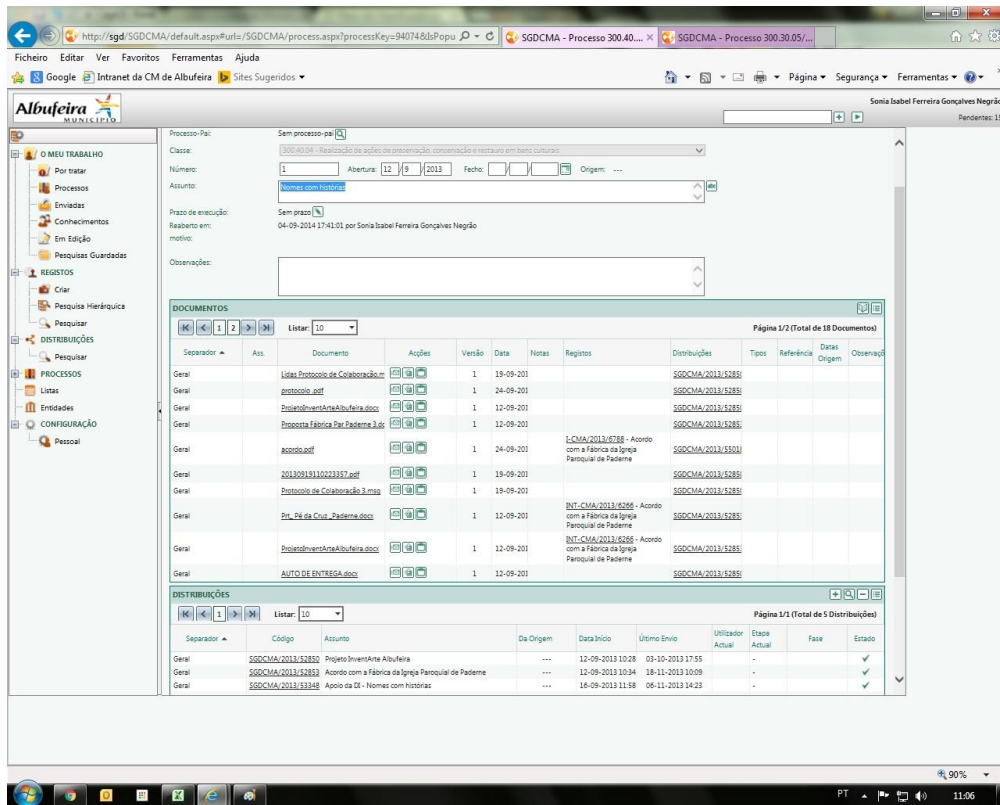 http://sgd/SGDCMA/default.aspx#url=/SGDCMA/process.aspx?processKey=94074&IsPopu
SGDCMA - Processo 300.40....
SGDCMA - Processo 300.30.05/...
Ficheiro Editar Ver Favoritos Ferramentas Ajuda
Google Intranet da CM de Albufeira Sites Sugeridos
Página Segurança Ferramentas
Albufeira
MUNICÍPIO
Sonia Isabel Ferreira Gonçalves Negrão
Pendentes: 15
O MEU TRABALHO
Por tratar
Processos
Enviadas
Conhecimentos
Em Edição
Pesquisas Guardadas
REGISTOS
Criar
Pesquisa Hierárquica
Pesquisar
DISTRIBUIÇÕES
Pesquisar
PROCESSOS
Listas
Entidades
CONFIGURAÇÃO
Pessoal
Processo-Pai: Sem processo-pai
Classe: 300.40.04 - Realização de ações de preservação, conservação e restauro em bens culturais
Número: 1 Abertura: 12 / 9 / 2013 Fecho: / / Origem: ---
Assunto: Nomes com histórias
Prazo de execução: Sem prazo
Reaberto em: 04-09-2014 17:41:01 por Sonia Isabel Ferreira Gonçalves Negrão
motivo:
Observações:
DOCUMENTOS
1 2 Listar: 10 Página 1/2 (Total de 18 Documentos)
Separador Ass. Documento Acções Versão Data Notas Registos Distribuições Tipos Referência Datas Origem Observaçõ
Geral Lidas Protocolo de Colaboração.m 1 19-09-201 SGDCMA/2013/5285
Geral protocolo .pdf 1 24-09-201 SGDCMA/2013/5285
Geral ProjetoInventArteAlbufeira.docx 1 12-09-201 SGDCMA/2013/5285
Geral Proposta Fábrica Par Paderne 3.do 1 12-09-201 SGDCMA/2013/5285
Geral acordo.pdf 1 24-09-201 I-CMA/2013/6788 - Acordo com a Fábrica da Igreja Paroquial de Paderne SGDCMA/2013/5501
Geral 20130919110223357.pdf 1 19-09-201 SGDCMA/2013/5285
Geral Protocolo de Colaboração 3.msg 1 19-09-201 SGDCMA/2013/5285
Geral Prt_ Pé da Cruz _Paderne.docx 1 12-09-201 INT-CMA/2013/6266 - Acordo com a Fábrica da Igreja Paroquial de Paderne SGDCMA/2013/5285
Geral ProjetoInventArteAlbufeira.docx 1 12-09-201 INT-CMA/2013/6266 - Acordo com a Fábrica da Igreja Paroquial de Paderne SGDCMA/2013/5285
Geral AUTO DE ENTREGA.docx 1 12-09-201 SGDCMA/2013/5285
DISTRIBUIÇÕES
1 Listar: 10 Página 1/1 (Total de 5 Distribuições)
Separador Código Assunto Da Origem Data Início Último Envio Utilizador Actual Etapa Actual Fase Estado
Geral SGDCMA/2013/52850 Projeto InventArte Albufeira --- 12-09-2013 10:28 03-10-2013 17:55 -
Geral SGDCMA/2013/52853 Acordo com a Fábrica da Igreja Paroquial de Paderne --- 12-09-2013 10:34 18-11-2013 10:09 -
Geral SGDCMA/2013/53348 Apoio da DI - Nomes com histórias --- 16-09-2013 11:58 06-11-2013 14:23 -
90%
PT 11:06